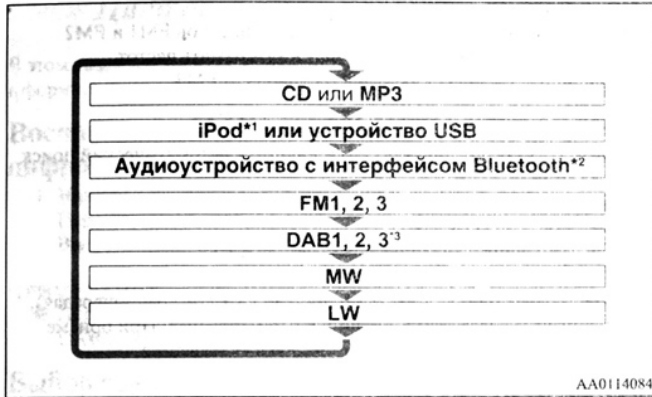 CD или MP3
iPod*1 или устройство USB
Аудиоустройство с интерфейсом Bluetooth*2
FM1, 2, 3
DAB1, 2, 3*3
MW
LW
AA0114084